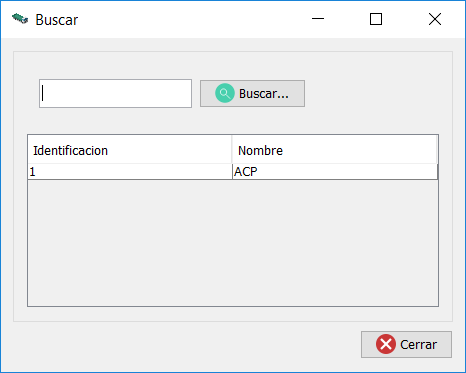 Buscar
Buscar...
Identificacion Nombre
1 ACP
Cerrar